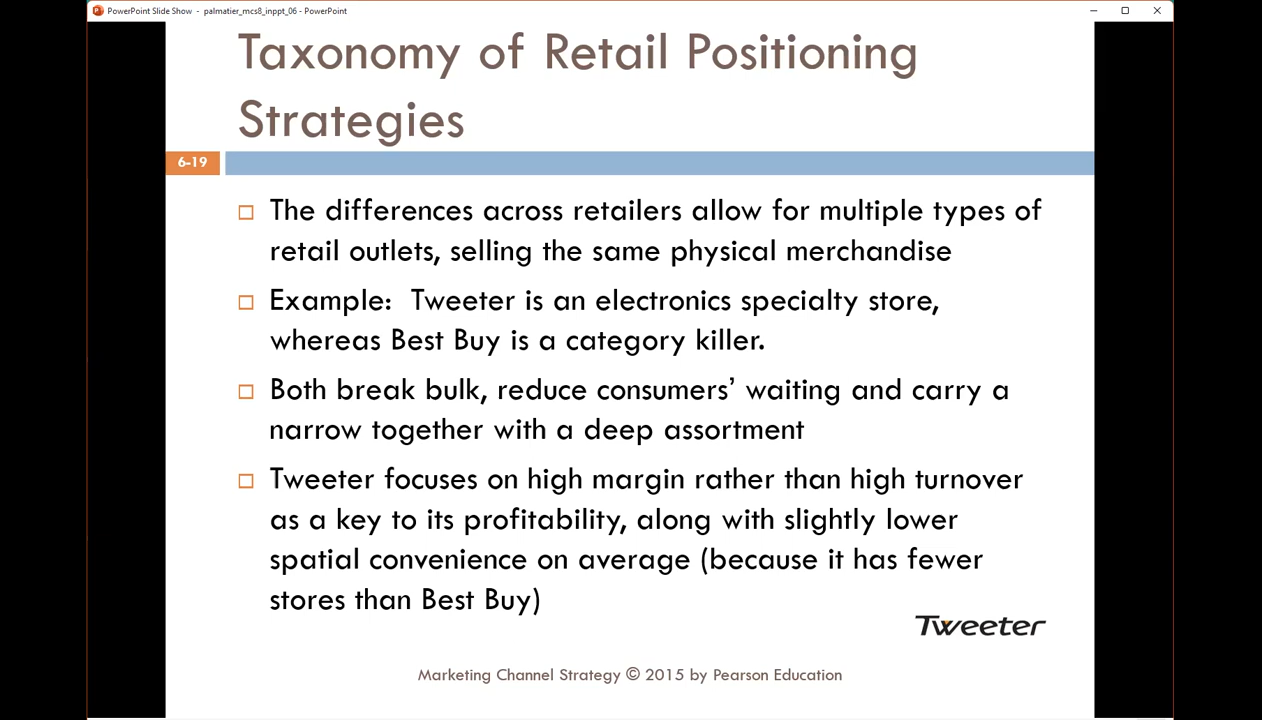 PowerPoint Slide Show - palmatier_mcs8_inppt_06 - PowerPoint
Taxonomy of Retail Positioning
Strategies
6-19
The differences across retailers allow for multiple types of
retail outlets, selling the same physical merchandise
Example: Tweeter is an electronics specialty store,
whereas Best Buy is a category killer.
Both break bulk, reduce consumers’ waiting and carry a
narrow together with a deep assortment
Tweeter focuses on high margin rather than high turnover
as a key to its profitability, along with slightly lower
spatial convenience on average (because it has fewer
stores than Best Buy)
Tweeter
Marketing Channel Strategy © 2015 by Pearson Education